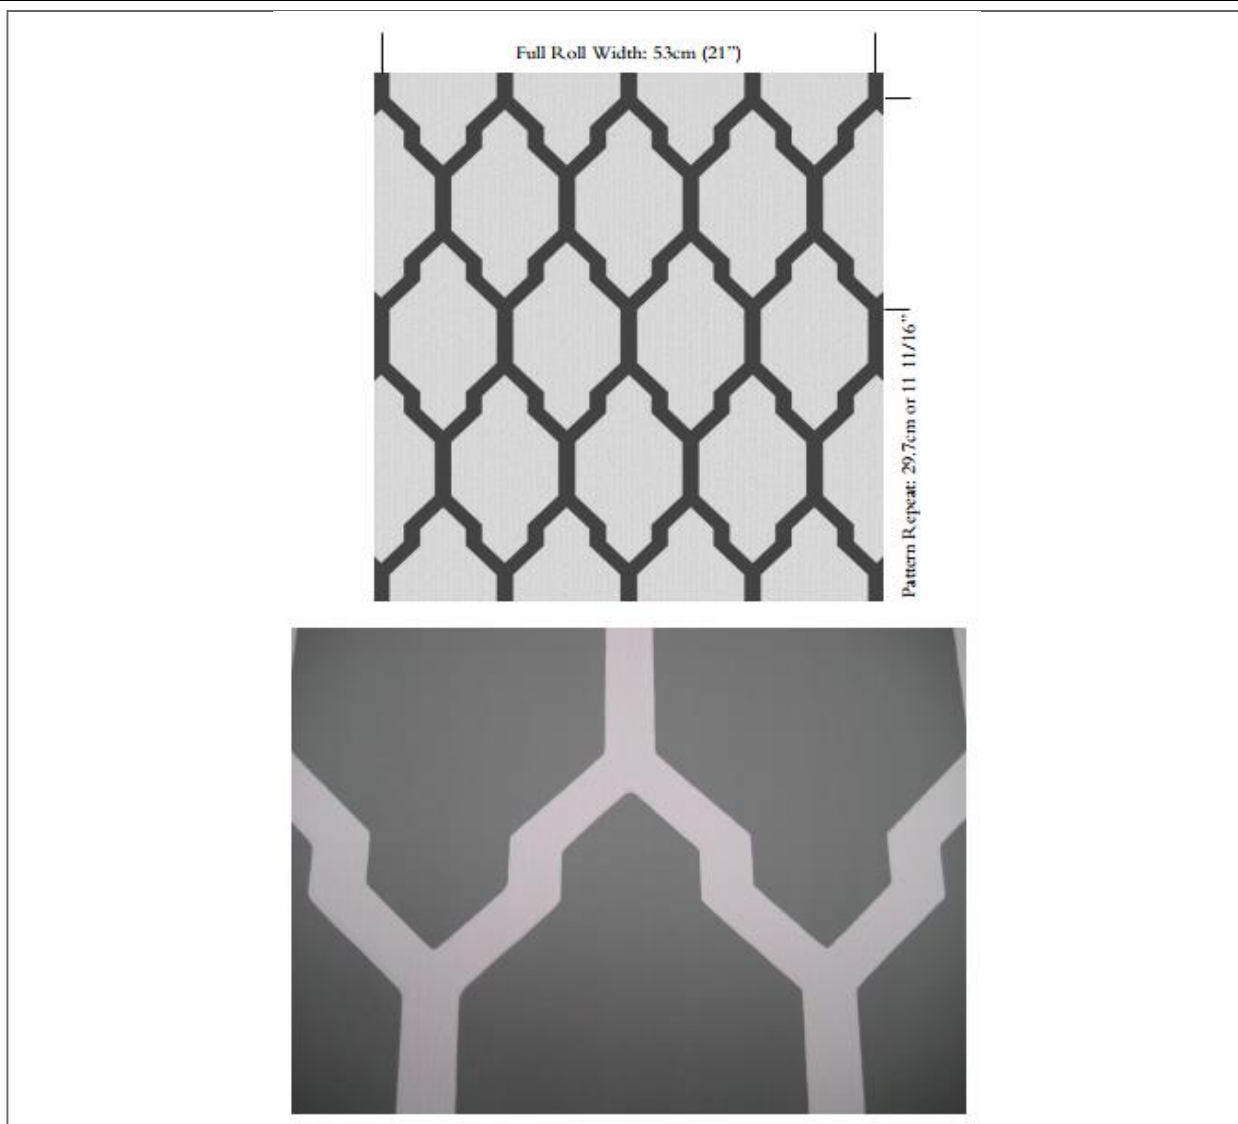 Full Roll Width: 53cm (21”)
Pattern Repeat: 29.7cm or 11 11/16”